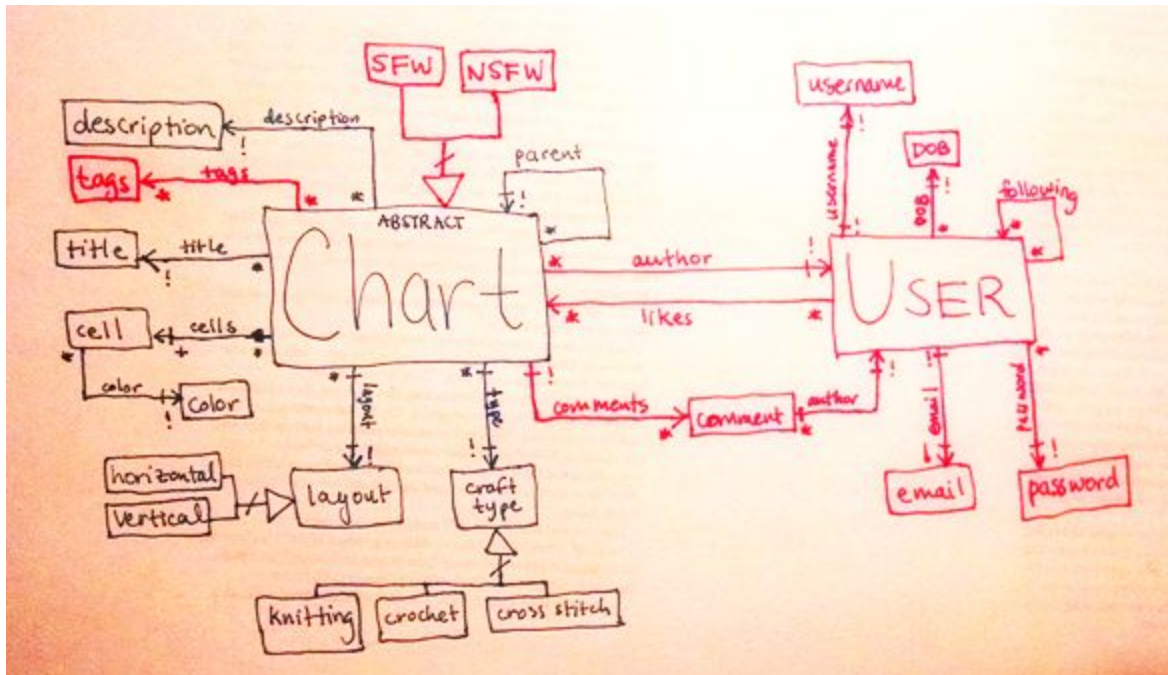 SFW
NSFW
username
description
description
!
DOB
parent
!
tags
tags
*
*
*
username
DOB
!
following
*
*
*
ABSTRACT
title
title
!
*
Chart
*
author
!
!
USER
*
likes
*
cell
cells
+
*
*
color
!
color
*
layout
!
*
type
!
!
comments
*
comment
author
*
!
!
email
password
!
horizontal
vertical
layout
craft
type
email
password
knitting
crochet
cross stitch